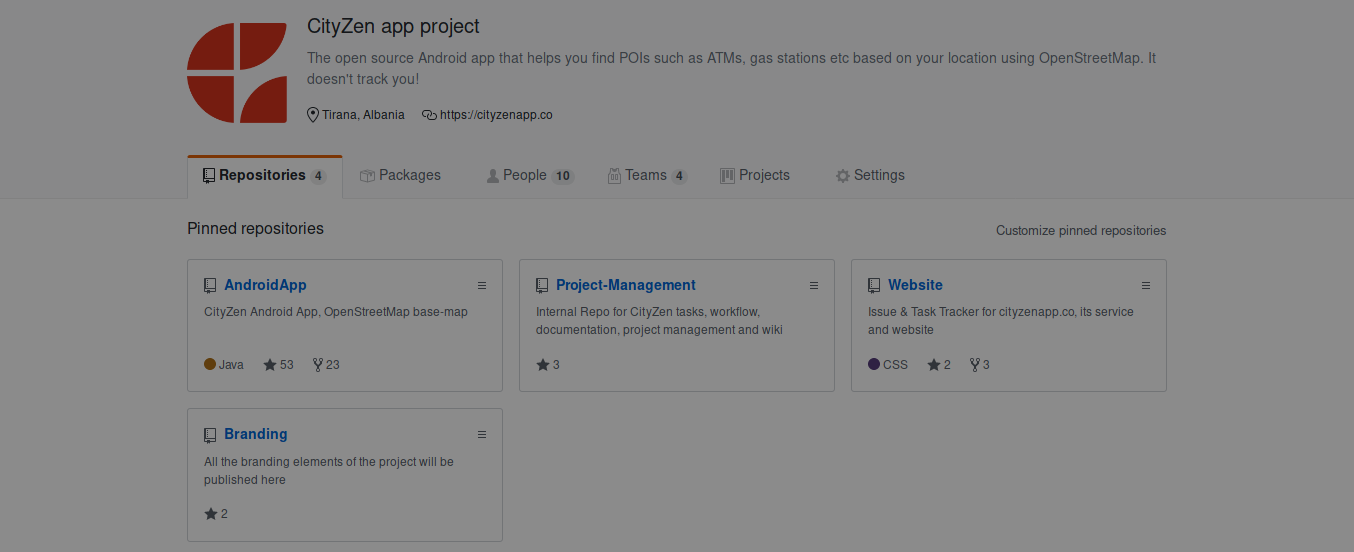 CityZen app project
The open source Android app that helps you find POIs such as ATMs, gas stations etc based on your location using OpenStreetMap. It
doesn't track you!
Tirana, Albania https://cityzenapp.co
Repositories 4 Packages People 10 Teams 4 Projects Settings
Pinned repositories Customize pinned repositories
AndroidApp
CityZen Android App, OpenStreetMap base-map
Java 53 23
Project-Management
Internal Repo for CityZen tasks, workflow,
documentation, project management and wiki
3
Website
Issue & Task Tracker for cityzenapp.co, its service
and website
CSS 2 3
Branding
All the branding elements of the project will be
published here
2